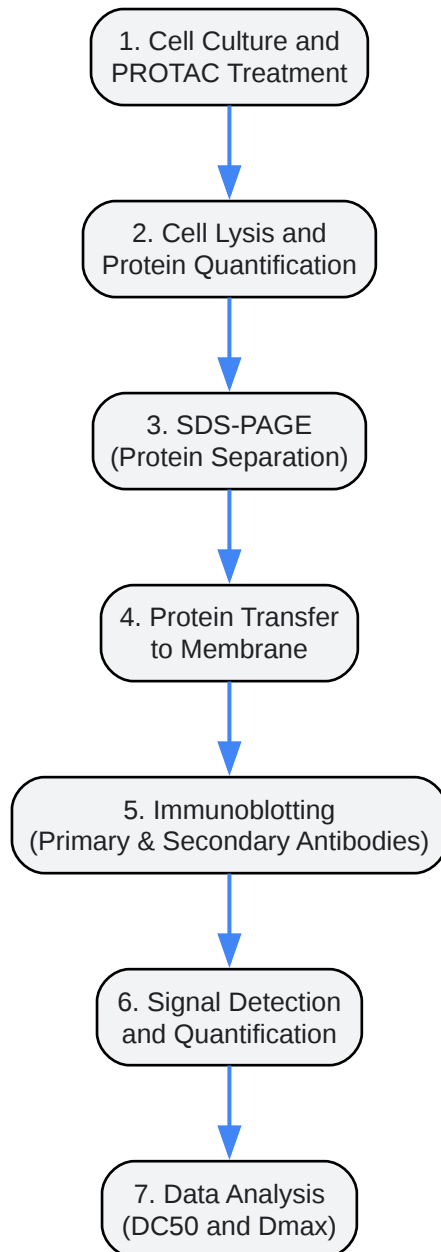 1. Cell Culture and
PROTAC Treatment
2. Cell Lysis and
Protein Quantification
3. SDS-PAGE
(Protein Separation)
4. Protein Transfer
to Membrane
5. Immunoblotting
(Primary & Secondary Antibodies)
6. Signal Detection
and Quantification
7. Data Analysis
(DC50 and Dmax)